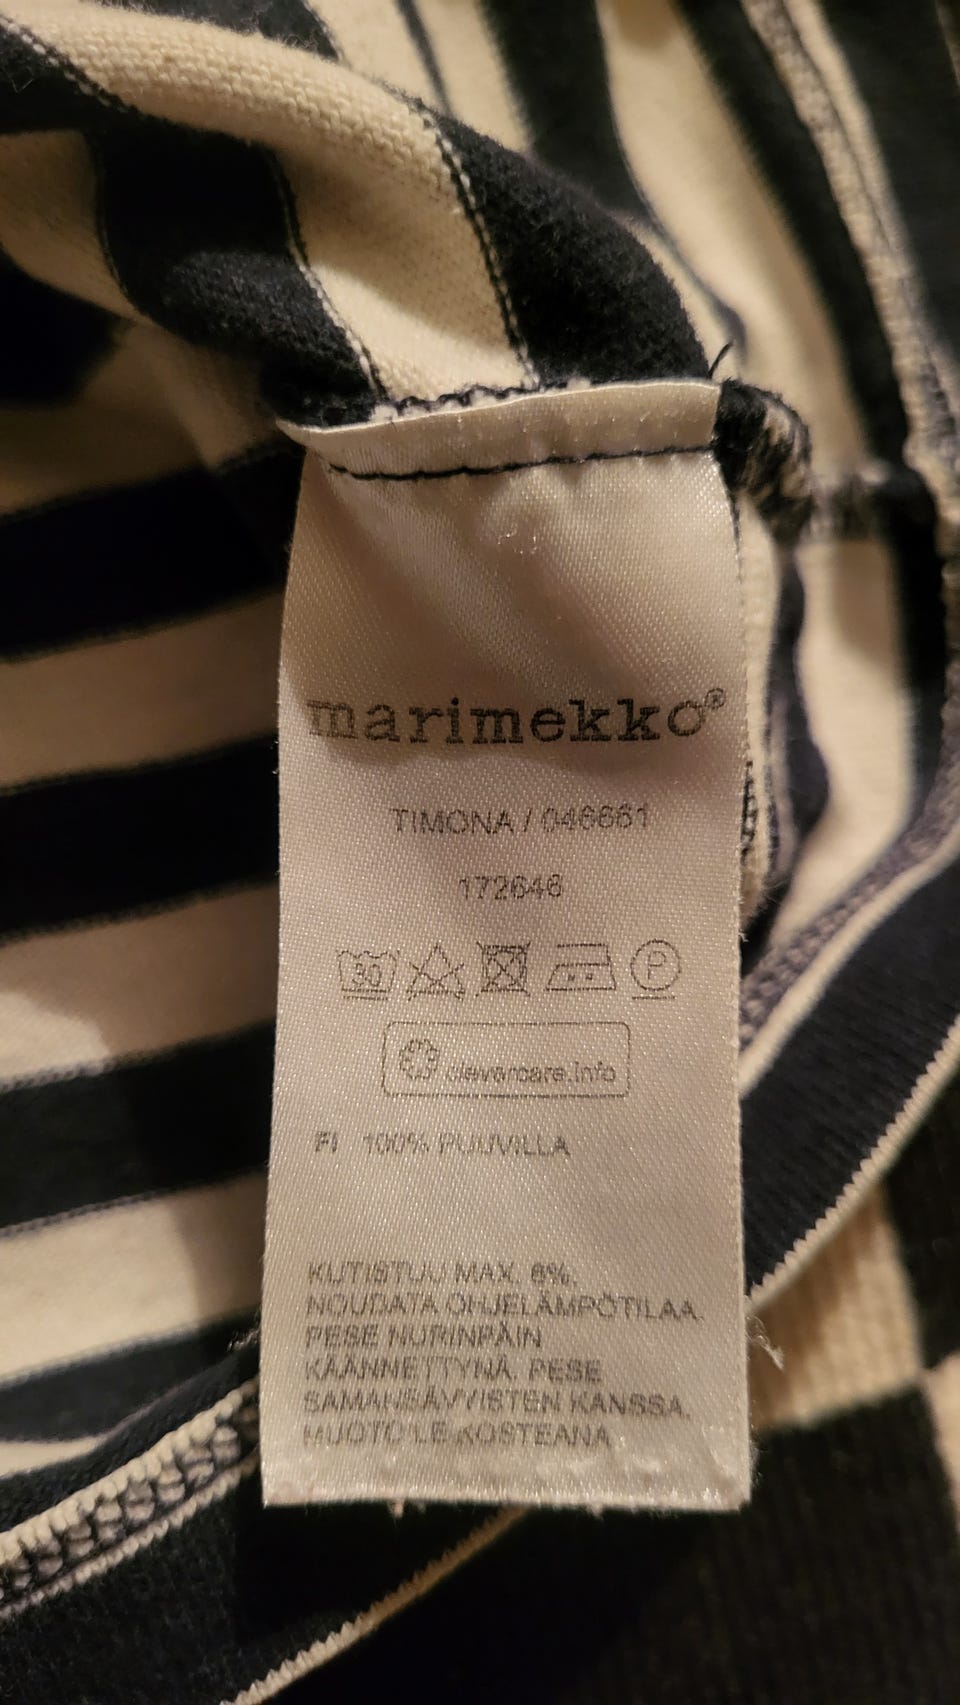 marimekko®
TIMONA / 046661
172646
30
P
clevercare.info
FI 100% PUUVILLA
KUTISTUU MAX. 6%.
NOUDATA OHJELÄMPÖTILAA.
PESE NURINPÄIN
KÄÄNNETTYNÄ. PESE
SAMANSÄVYISTEN KANSSA.
MUOTOILE KOSTEANA